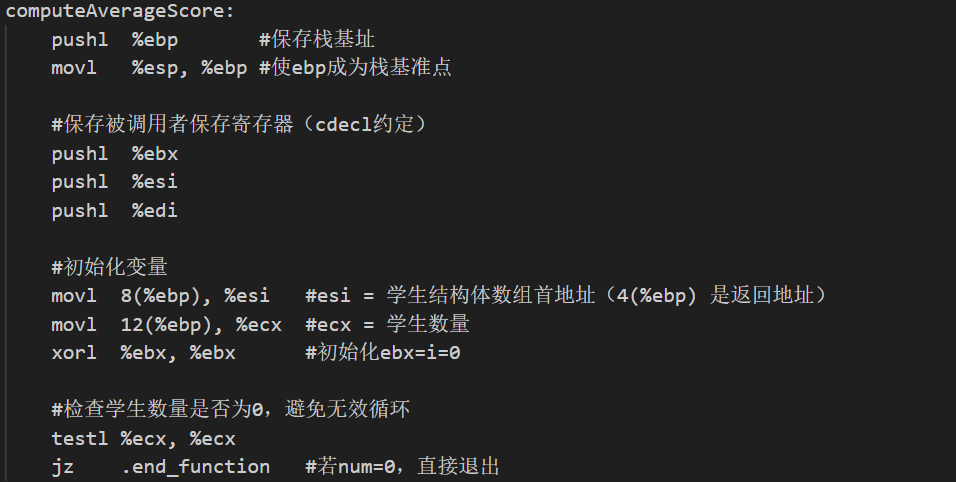 computeAverageScore:
pushl %ebp #保存栈基址
movl %esp, %ebp #使ebp成为栈基准点
#保存被调用者保存寄存器（cdecl约定）
pushl %ebx
pushl %esi
pushl %edi
#初始化变量
movl 8(%ebp), %esi #esi = 学生结构体数组首地址（4(%ebp) 是返回地址）
movl 12(%ebp), %ecx #ecx = 学生数量
xorl %ebx, %ebx #初始化ebx=i=0
#检查学生数量是否为0，避免无效循环
testl %ecx, %ecx
jz .end_function #若num=0，直接退出